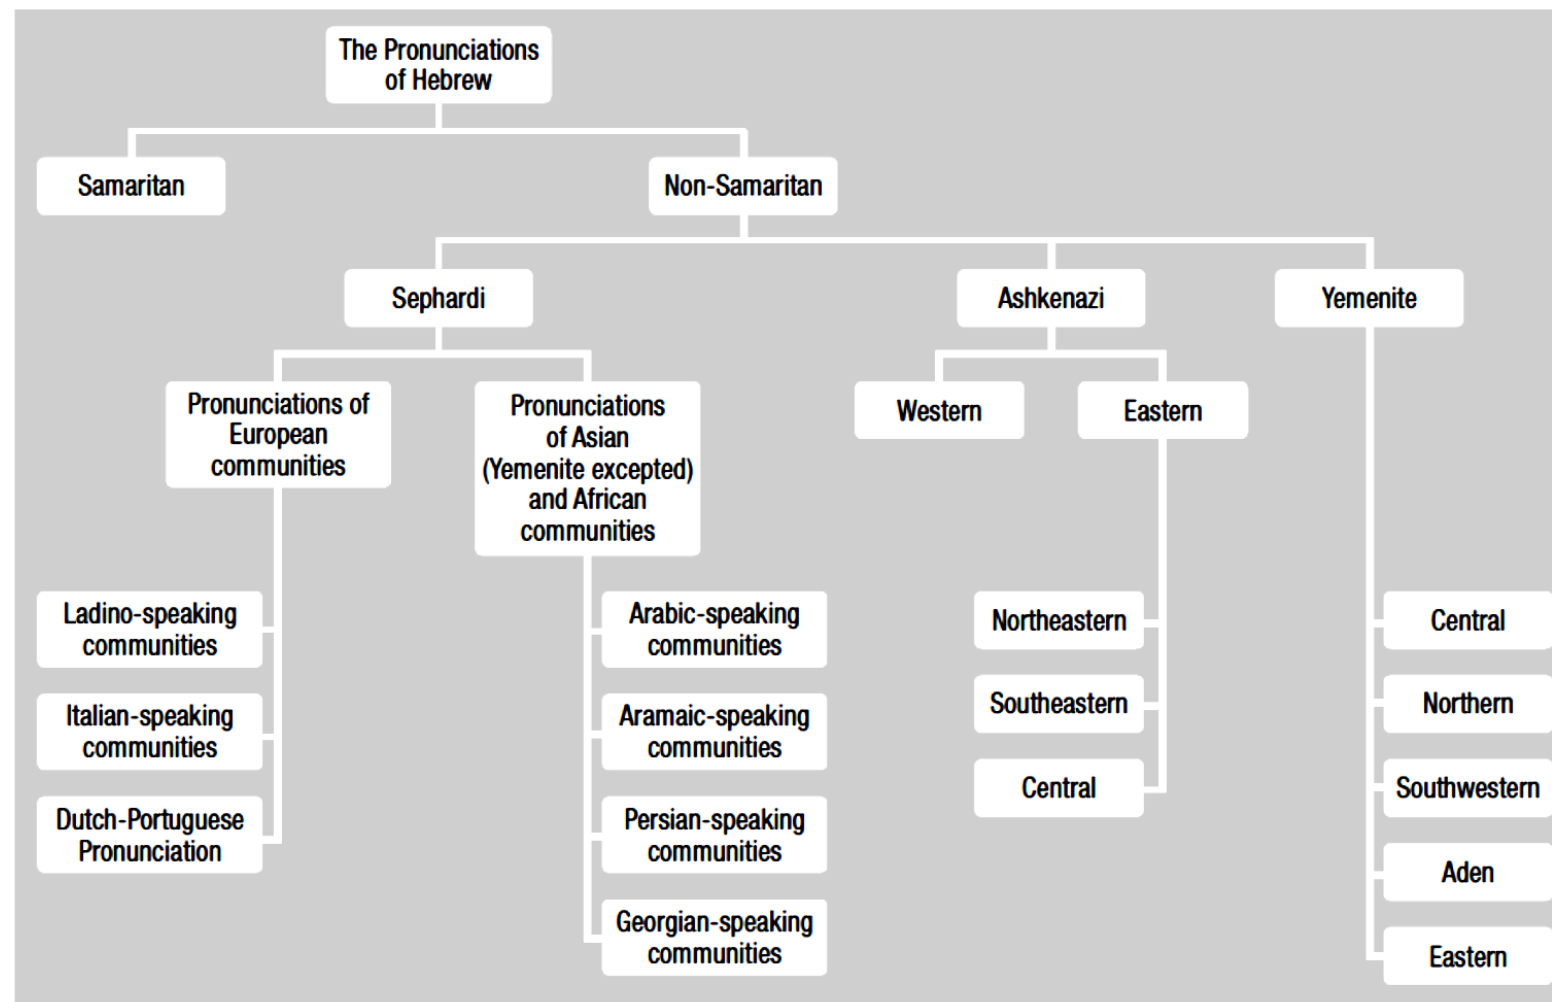 The Pronunciations
of Hebrew
Samaritan
Non-Samaritan
Sephardi
Ashkenazi
Yemenite
Pronunciations of
European
communities
Pronunciations
of Asian
(Yemenite excepted)
and African
communities
Western
Eastern
Ladino-speaking
communities
Italian-speaking
communities
Dutch-Portuguese
Pronunciation
Arabic-speaking
communities
Aramaic-speaking
communities
Persian-speaking
communities
Georgian-speaking
communities
Northeastern
Southeastern
Central
Central
Northern
Southwestern
Aden
Eastern